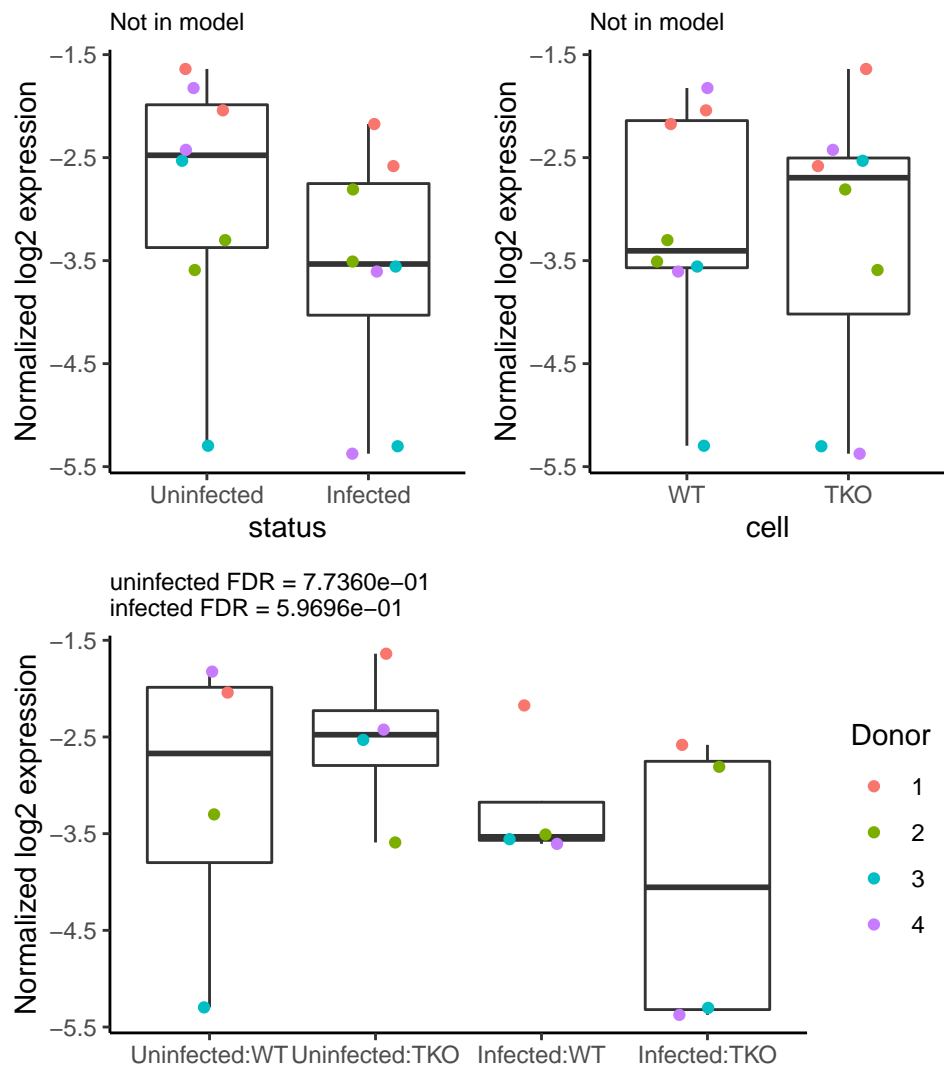 Not in model
Normalized log2 expression
−1.5
−2.5
−3.5
−4.5
−5.5
Uninfected
Infected
status
Not in model
Normalized log2 expression
−1.5
−2.5
−3.5
−4.5
−5.5
WT
TKO
cell
uninfected FDR = 7.7360e−01
infected FDR = 5.9696e−01
Normalized log2 expression
−1.5
−2.5
−3.5
−4.5
−5.5
Uninfected:WT
Uninfected:TKO
Infected:WT
Infected:TKO
Donor
1
2
3
4